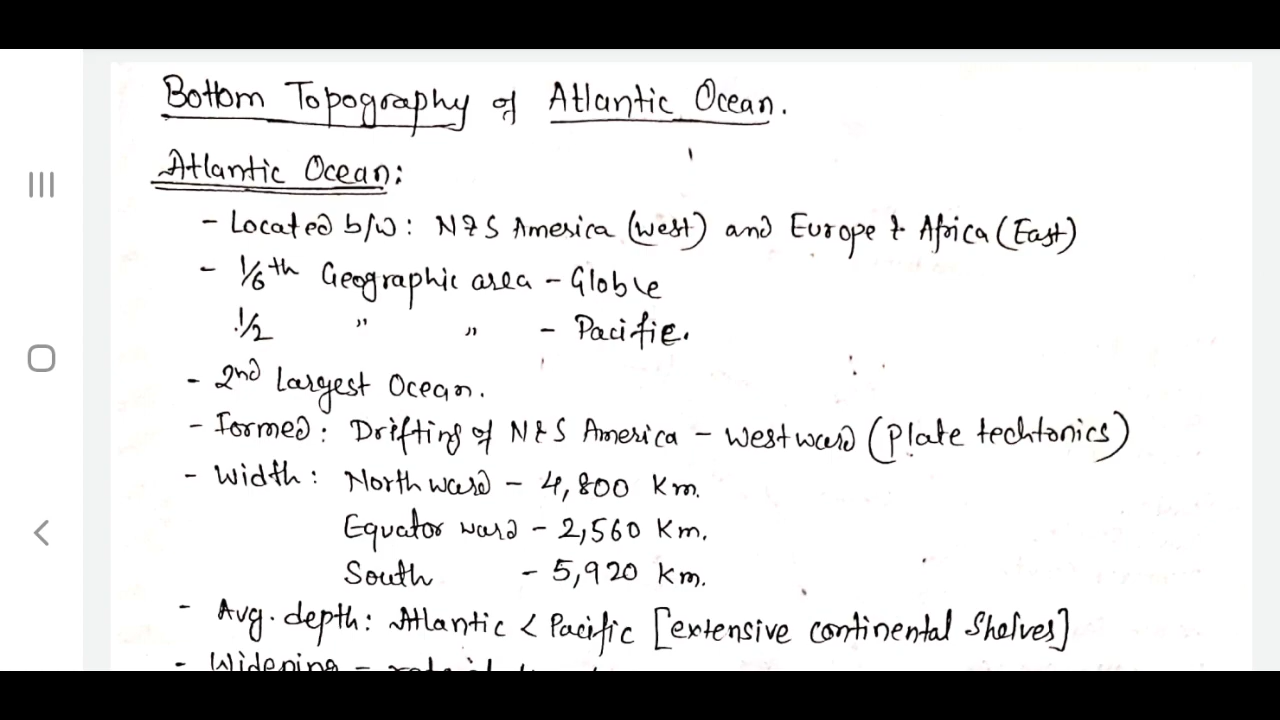 Bottom Topography of Atlantic Ocean.
Atlantic Ocean:
- Located b/w: N & S America (west) and Europe & Africa (East)
- 1/6th Geographic area - Globle
1/2 " " - Pacific.
- 2nd Largest Ocean.
- Formed: Drifting of N & S America - westward (Plate techtonics)
- Width: Northward - 4,800 Km.
Equator ward - 2,560 Km.
South - 5,920 Km.
- Avg. depth: Atlantic < Pacific [extensive continental Shelves]
- Widening -